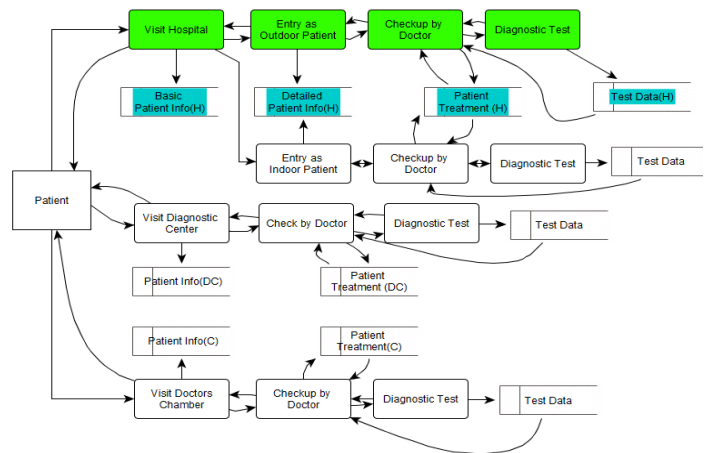 Visit Hospital
Entry as
Outdoor Patient
Checkup by
Doctor
Diagnostic Test
Basic
Patient Info(H)
Detailed
Patient Info(H)
Patient
Treatment (H)
Test Data(H)
Entry as
Indoor Patient
Checkup by
Doctor
Diagnostic Test
Test Data
Patient
Visit Diagnostic
Center
Check by Doctor
Diagnostic Test
Test Data
Patient Info(DC)
Patient
Treatment (DC)
Patient Info(C)
Patient
Treatment(C)
Visit Doctors
Chamber
Checkup by
Doctor
Diagnostic Test
Test Data